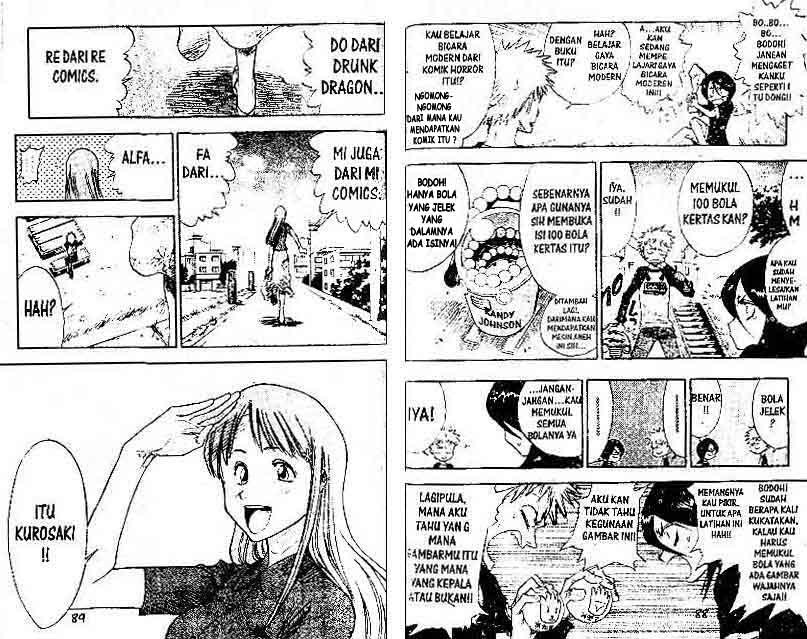 BO..BO..
BO...
BODOHI
JANGAN
MENGAGET
KANKU
SEPERTI I
TU DONG!!
A...AKU
KAN
SEDANG
MEMPE
LAJARI GAYA
BICARA
MODEREN
INI!!
HAH?
BELAJAR
GAYA
BICARA
MODERN
DENGAN
BUKU
ITU?
KAU BELAJAR
BICARA
MODERN DARI
KOMIK HORROR
ITU!?
NGOMONG-
NGOMONG
DARI MANA KAU
MENDAPATKAN
KOMIK ITU ?
...
H
M
APA KAU
SUDAH
MENYE-
LESAIKAN
LATIHAN
MU?
MEMUKUL
100 BOLA
KERTAS KAN?
IYA.
SUDAH
!!
SEBENARNYA
APA GUNANYA
SIH MEMBUKA
ISI 100 BOLA
KERTAS ITU?
DITAMBAH
LAGI,
DARIMANA KAU
MENDAPATKAN
MESIN ANEH
INI SIH...
BODOH!
HANYA BOLA
YANG JELEK
YANG
DALAMNYA
ADA ISINYA!
RANDY
JOHNSON
BOLA
JELEK
?
BENAR
!!
...JANGAN-
JANGAN...KAU
MEMUKUL
SEMUA
BOLANYA YA
IYA!
BODOH!
SUDAH
BERAPA KALI
KUKATAKAN,
KALAU KAU
HARUS
MEMUKUL
BOLA YANG
ADA GAMBAR
WAJAHNYA
SAJA!!
MEMANGNYA
KAU PIKIR,
UNTUK APA
LATIHAN INI
HAH!!
AKU KAN
TIDAK TAHU
KEGUNAAN
GAMBAR INI!!
LAGIPULA,
MANA AKU
TAHU YAN G
MANA
GAMBARMU ITU
YANG MANA
YANG KEPALA
ATAU BUKAN!!
88
DO DARI
DRUNK
DRAGON..
RE DARI RE
COMICS.
MI JUGA
DARI MI
COMICS.
FA
DARI...
ALFA...
HAH?
ITU
KUROSAKI
!!
89